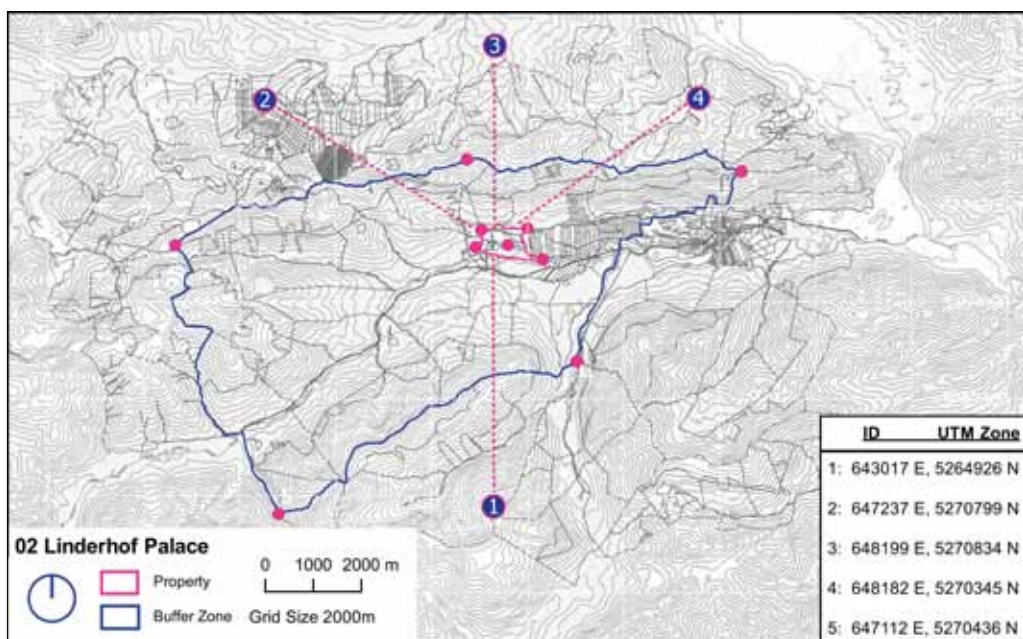 3
2
4
1
ID UTM Zone
1: 643017 E, 5264926 N
2: 647237 E, 5270799 N
3: 648199 E, 5270834 N
4: 648182 E, 5270345 N
5: 647112 E, 5270436 N
02 Linderhof Palace
Property
Buffer Zone
0 1000 2000 m
Grid Size 2000m